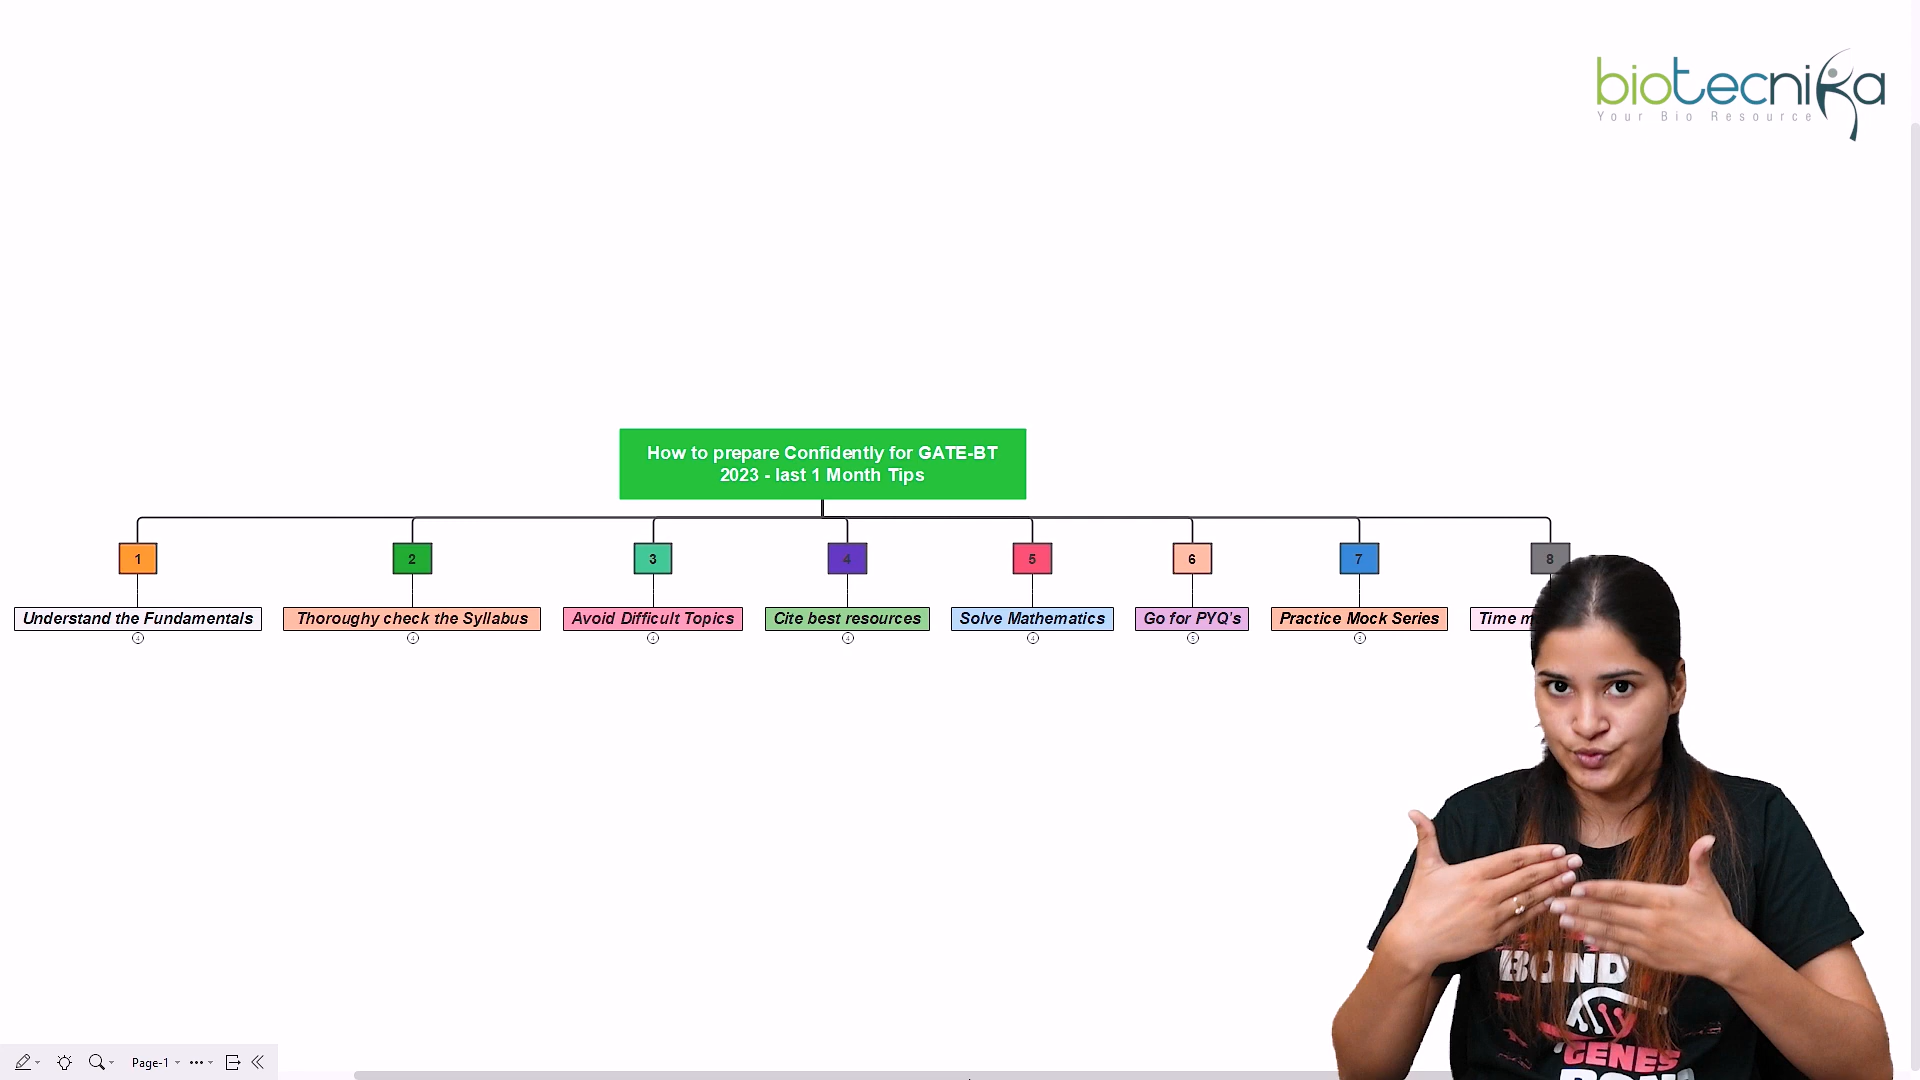 biotecnika
Your Bio Resource
How to prepare Confidently for GATE-BT
2023 - last 1 Month Tips
1
2
3
4
5
6
7
8
Understand the Fundamentals
Thoroughy check the Syllabus
Avoid Difficult Topics
Cite best resources
Solve Mathematics
Go for PYQ's
Practice Mock Series
Time
BOND
GENES
Page-1